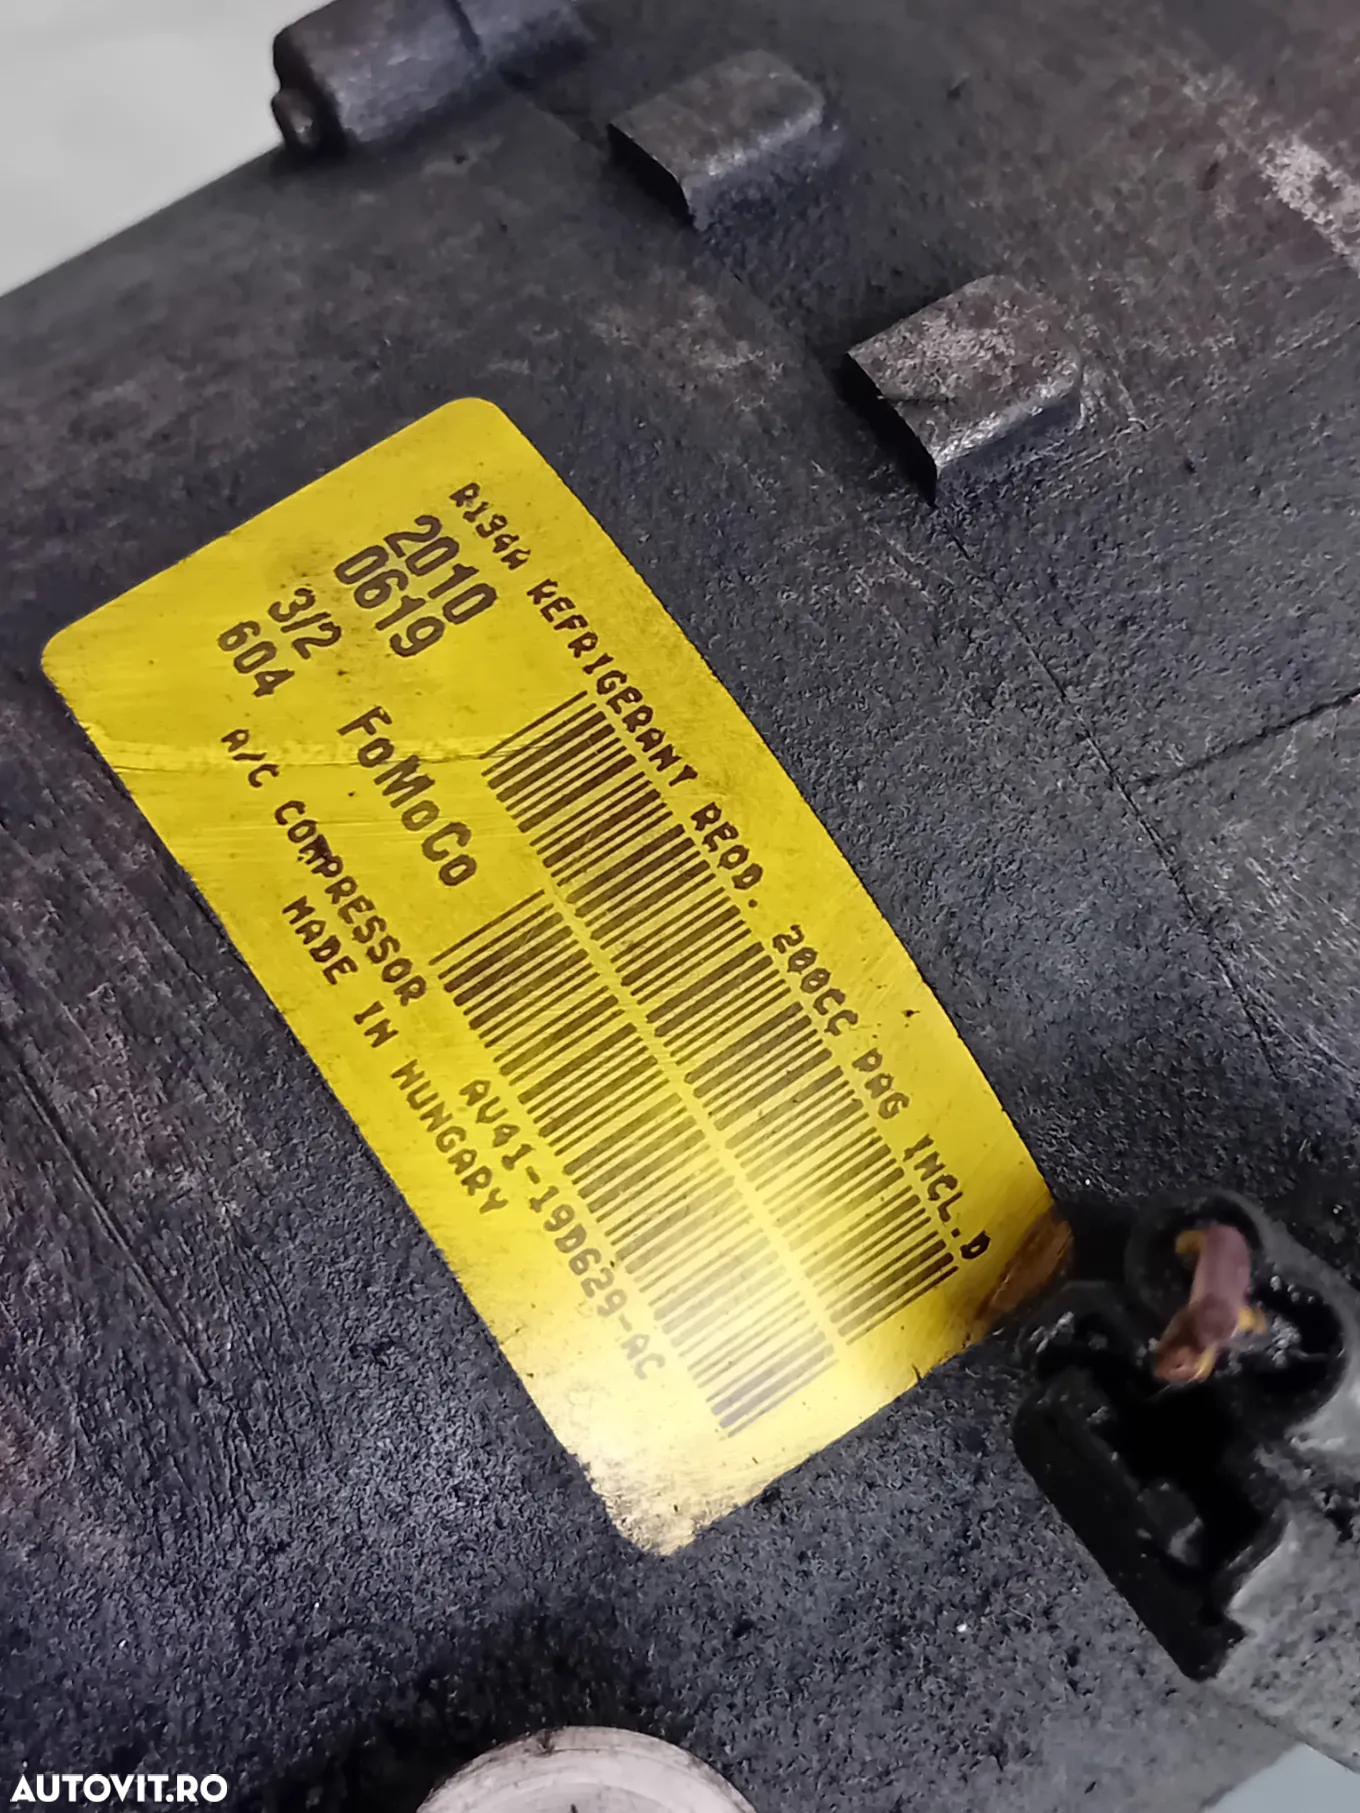 R134A REFRIGERANT REQD. 200CC PAG INCL.D
2010
0619
3/2
604
FoMoCo
A/C COMPRESSOR AV41-19D629-AC
MADE IN HUNGARY
AUTOVIT.RO